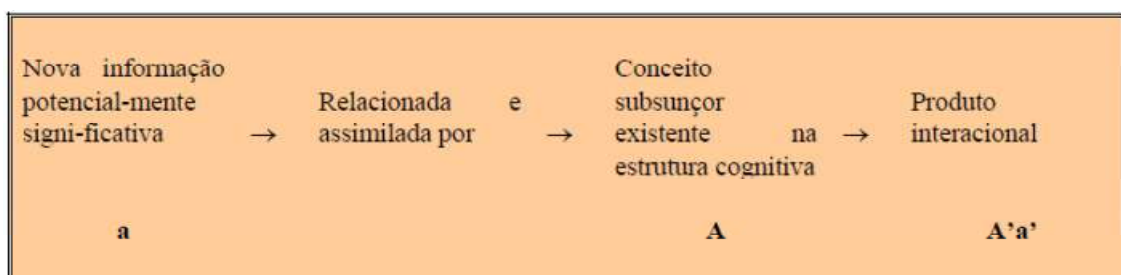 Nova informação
potencial-mente
signi-ficativa
→
Relacionada e
assimilada por
→
Conceito
subsunçor
existente na
estrutura cognitiva
→
Produto
interacional
a
A
A’a’